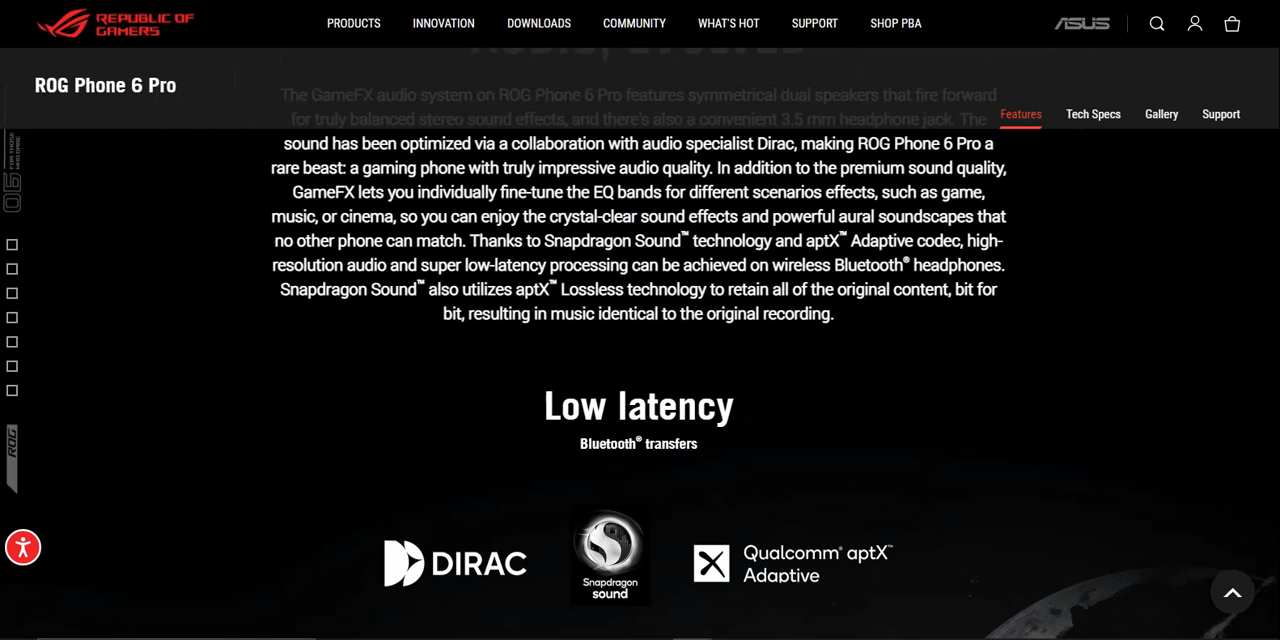 REPUBLIC OF
GAMERS
PRODUCTS
INNOVATION
DOWNLOADS
COMMUNITY
WHAT'S HOT
SUPPORT
SHOP PBA
ASUS
AUDIO, EVOLVED
ROG Phone 6 Pro
Features
Tech Specs
Gallery
Support
The GameFX audio system on ROG Phone 6 Pro features symmetrical dual speakers that fire forward
for truly balanced stereo sound effects, and there's also a convenient 3.5 mm headphone jack. The
sound has been optimized via a collaboration with audio specialist Dirac, making ROG Phone 6 Pro a
rare beast: a gaming phone with truly impressive audio quality. In addition to the premium sound quality,
GameFX lets you individually fine-tune the EQ bands for different scenarios effects, such as game,
music, or cinema, so you can enjoy the crystal-clear sound effects and powerful aural soundscapes that
no other phone can match. Thanks to Snapdragon Sound™ technology and aptX™ Adaptive codec, high-
resolution audio and super low-latency processing can be achieved on wireless Bluetooth® headphones.
Snapdragon Sound™ also utilizes aptX™ Lossless technology to retain all of the original content, bit for
bit, resulting in music identical to the original recording.
FOR THOSE
WHO DARE
06
ROG
Low latency
Bluetooth® transfers
DIRAC
Snapdragon
sound
Qualcomm® aptX™
Adaptive